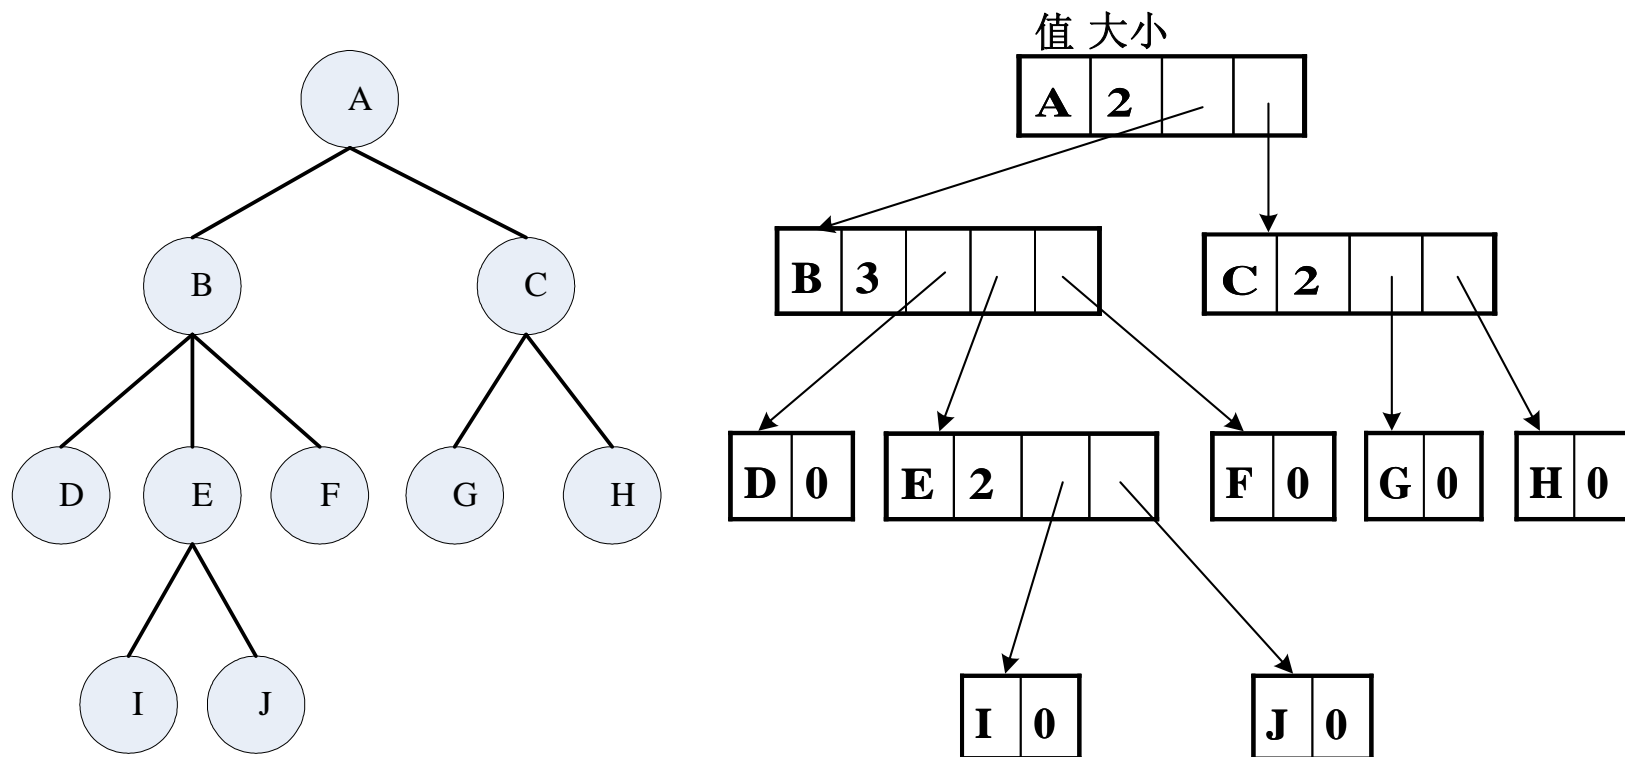 A
B C
D E F G H
I J
值 大小
A 2
B 3
C 2
D 0
E 2
F 0
G 0
H 0
I 0
J 0